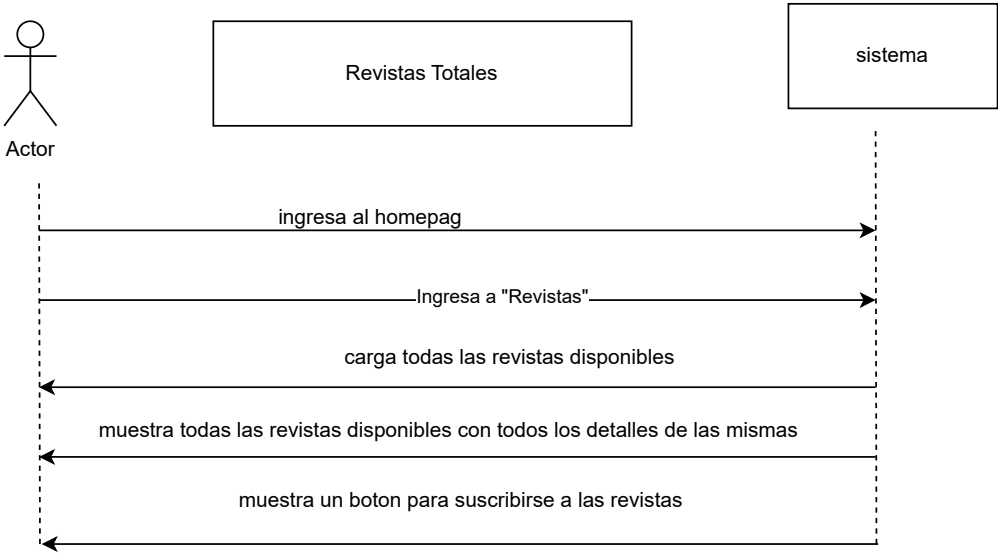 Revistas Totales
sistema
Actor
ingresa al homepag
Ingresa a "Revistas"
carga todas las revistas disponibles
muestra todas las revistas disponibles con todos los detalles de las mismas
muestra un boton para suscribirse a las revistas